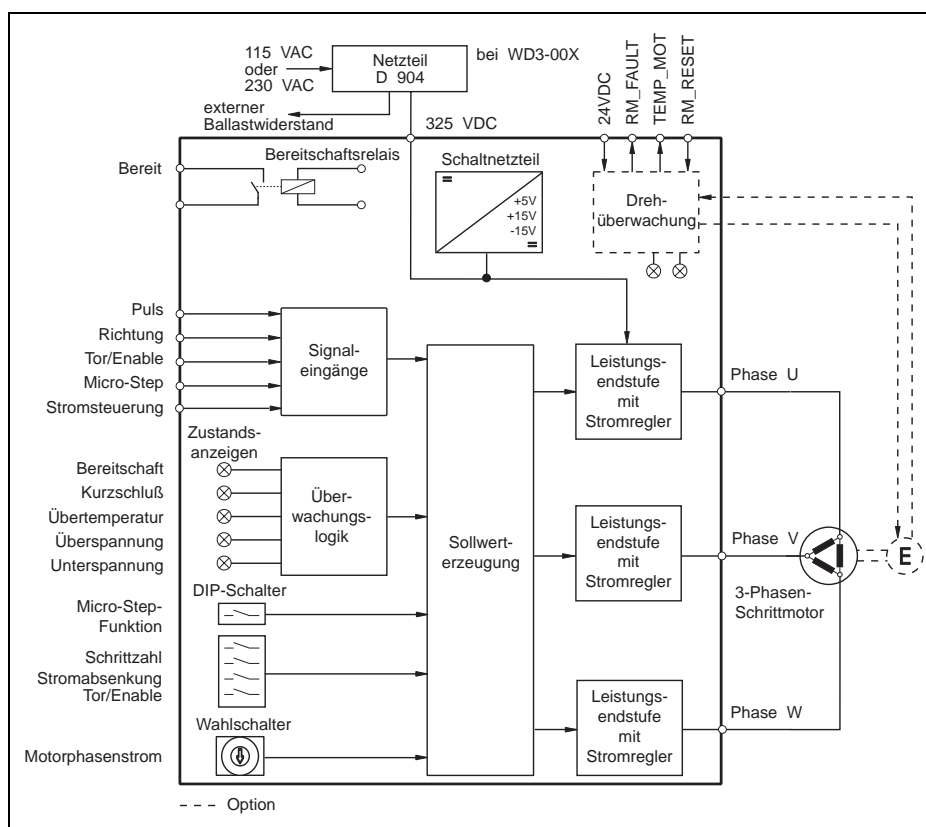 115 VAC
oder
230 VAC
Netzteil
D 904
bei WD3-00X
externer
Ballastwiderstand
325 VDC
24VDC
RM_FAULT
TEMP_MOT
RM_RESET
Bereit
Bereitschaftsrelais
Schaltnetzteil
+5V
+15V
-15V
Dreh-
überwachung
Puls
Richtung
Tor/Enable
Micro-Step
Stromsteuerung
Signal-
eingänge
Leistungs-
endstufe
mit
Stromregler
Phase U
Zustands-
anzeigen
Bereitschaft
Kurzschluß
Übertemperatur
Überspannung
Unterspannung
Über-
wachungs-
logik
Sollwert-
erzeugung
Leistungs-
endstufe
mit
Stromregler
Phase V
E
3-Phasen-
Schrittmotor
DIP-Schalter
Micro-Step-
Funktion
Schrittzahl
Stromabsenkung
Tor/Enable
Leistungs-
endstufe
mit
Stromregler
Phase W
Wahlschalter
Motorphasenstrom
---- Option